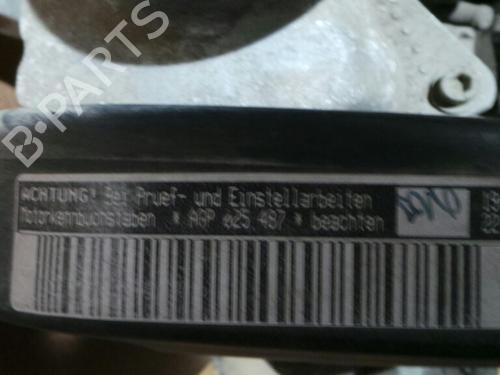 B-PARTS
ACHTUNG! Bei Pruef- und Einstellarbeiten
Motorkennbuchstaben * AGP 025.487 * beachten